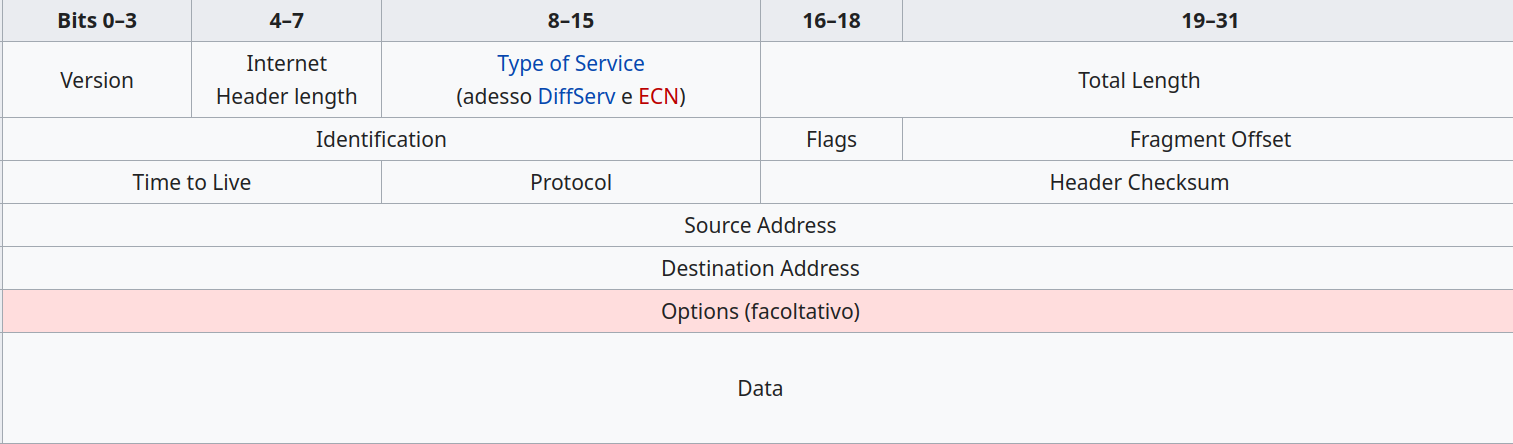 Bits 0–3 4–7 8–15 16–18 19–31
Version Internet Header length Type of Service (adesso DiffServ e ECN) Total Length
Identification Flags Fragment Offset
Time to Live Protocol Header Checksum
Source Address
Destination Address
Options (facoltativo)
Data